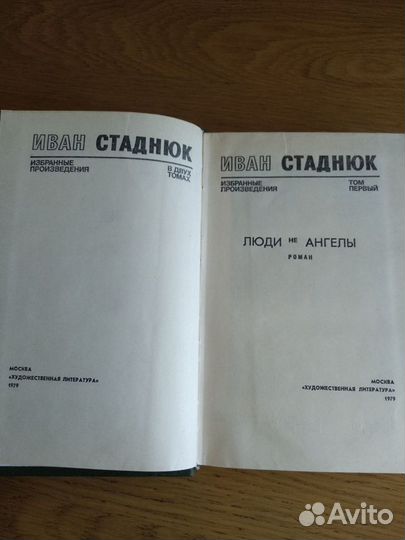 ИВАН СТАДНЮК
ИЗБРАННЫЕ
ПРОИЗВЕДЕНИЯ
В ДВУХ
ТОМАХ
МОСКВА
«ХУДОЖЕСТВЕННАЯ ЛИТЕРАТУРА»
1979
ИВАН СТАДНЮК
ИЗБРАННЫЕ
ПРОИЗВЕДЕНИЯ
ТОМ
ПЕРВЫЙ
ЛЮДИ НЕ АНГЕЛЫ
РОМАН
МОСКВА
«ХУДОЖЕСТВЕННАЯ ЛИТЕРАТУРА»
1979
Avito